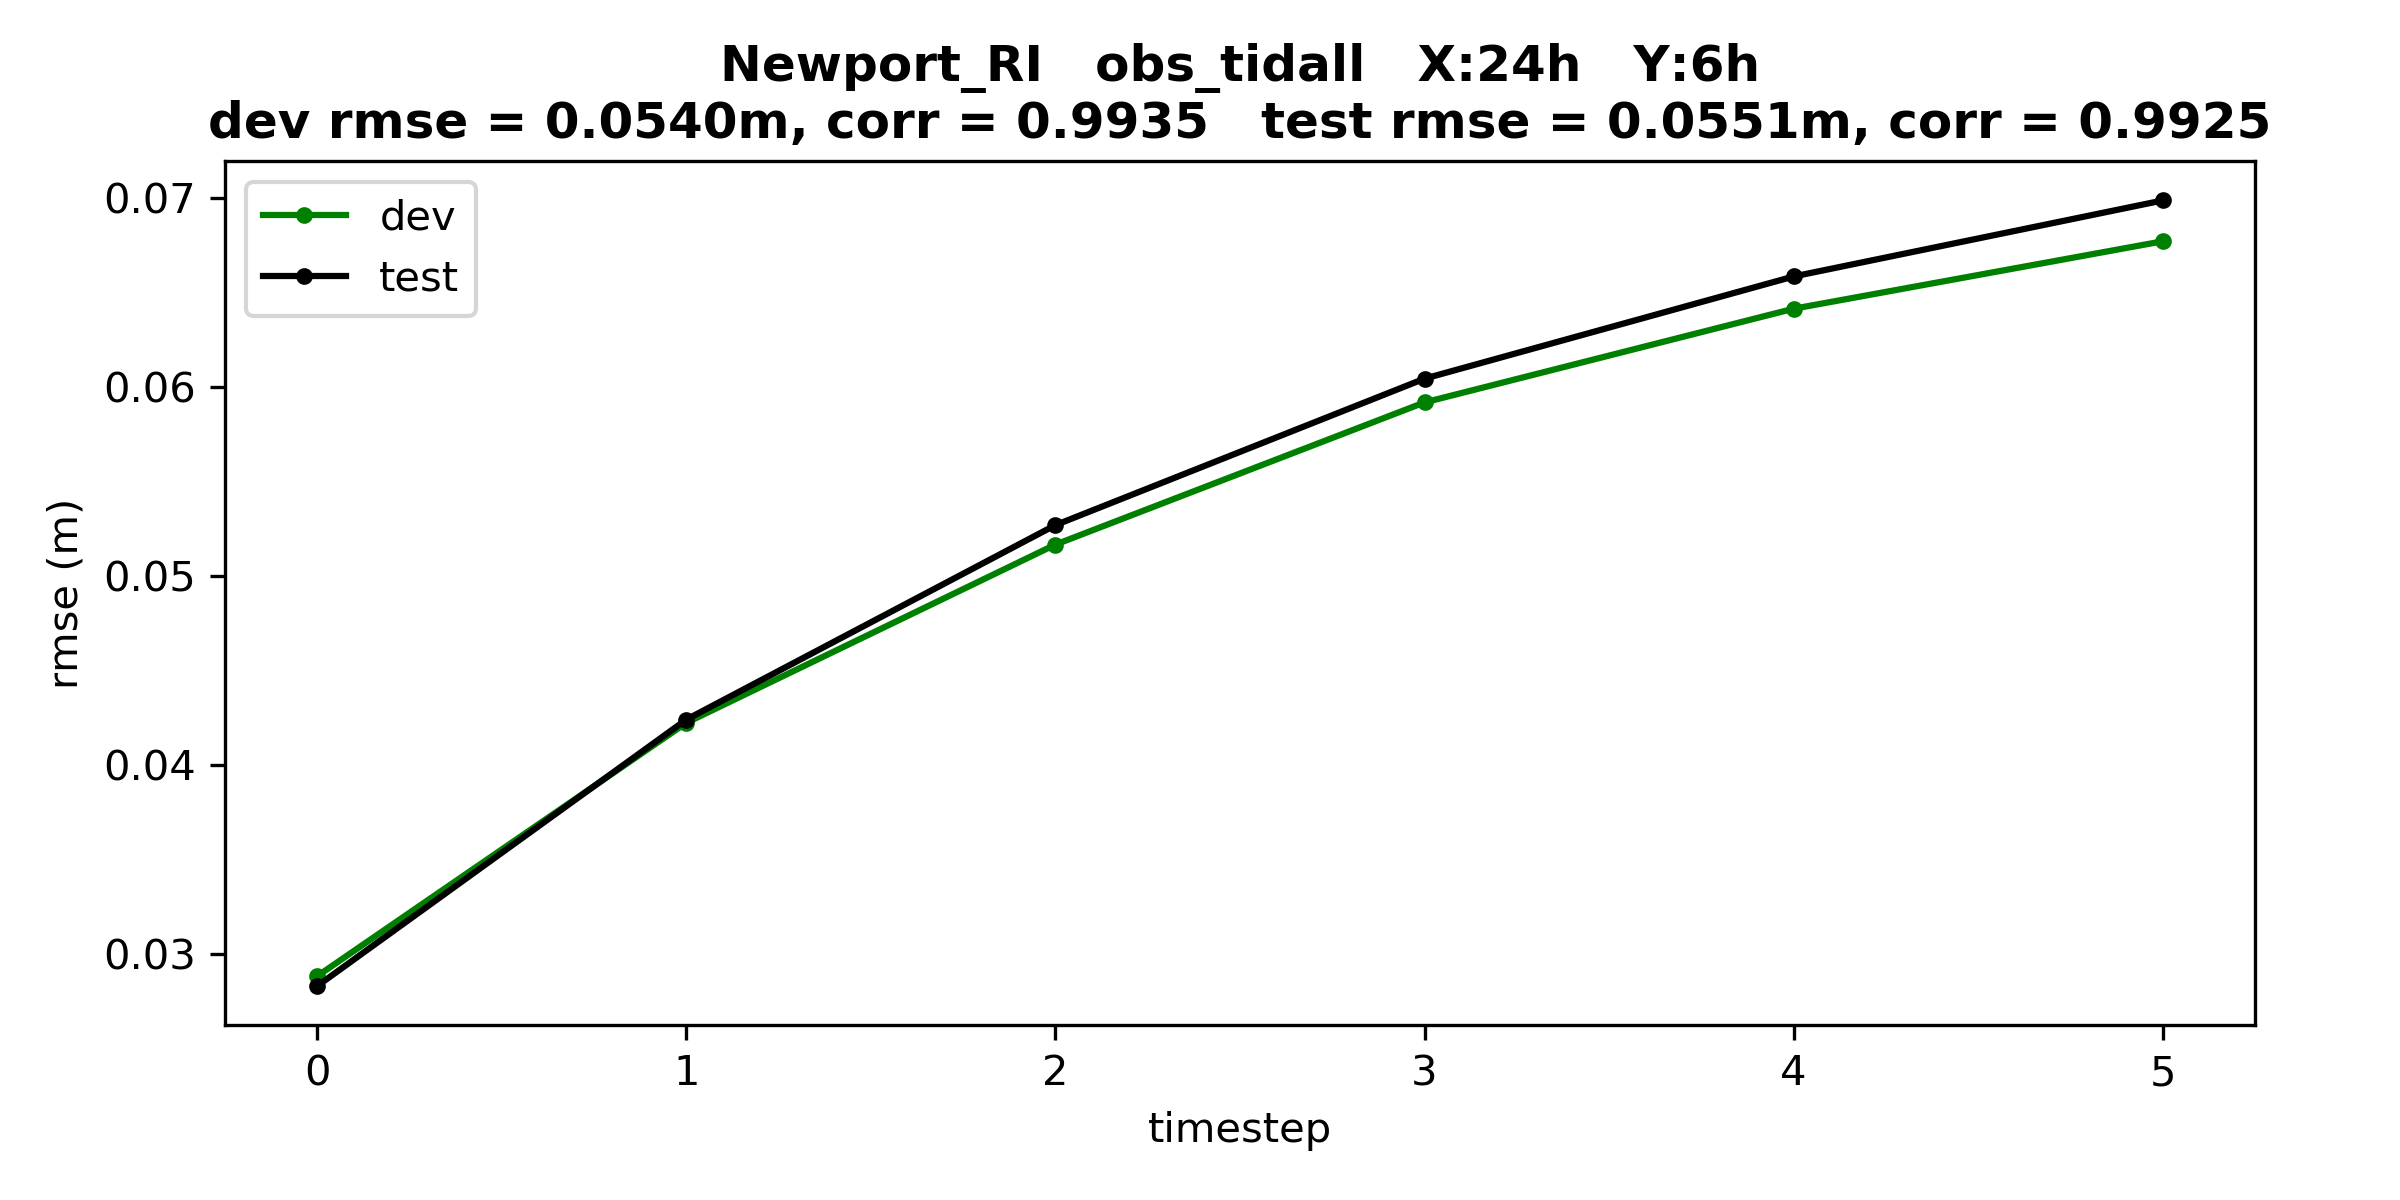 Newport_RI obs_tidall X:24h Y:6h
dev rmse = 0.0540m, corr = 0.9935 test rmse = 0.0551m, corr = 0.9925
dev
test
0.07
0.06
0.05
0.04
0.03
rmse (m)
0 1 2 3 4 5
timestep